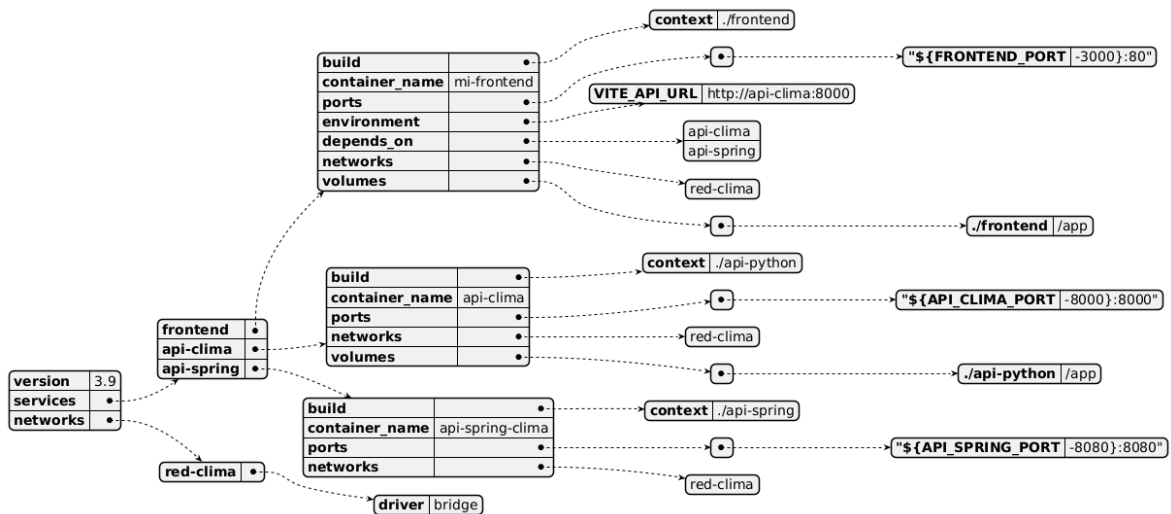 context ./frontend
build
container_name mi-frontend
ports
environment
depends_on
networks
volumes
"${FRONTEND_PORT -3000}:80"
VITE_API_URL http://api-clima:8000
api-clima
api-spring
red-clima
./frontend /app
frontend
api-clima
api-spring
build
container_name api-clima
ports
networks
volumes
context ./api-python
"${API_CLIMA_PORT -8000}:8000"
red-clima
./api-python /app
version 3.9
services
networks
build
container_name api-spring-clima
ports
networks
context ./api-spring
"${API_SPRING_PORT -8080}:8080"
red-clima
red-clima
driver bridge